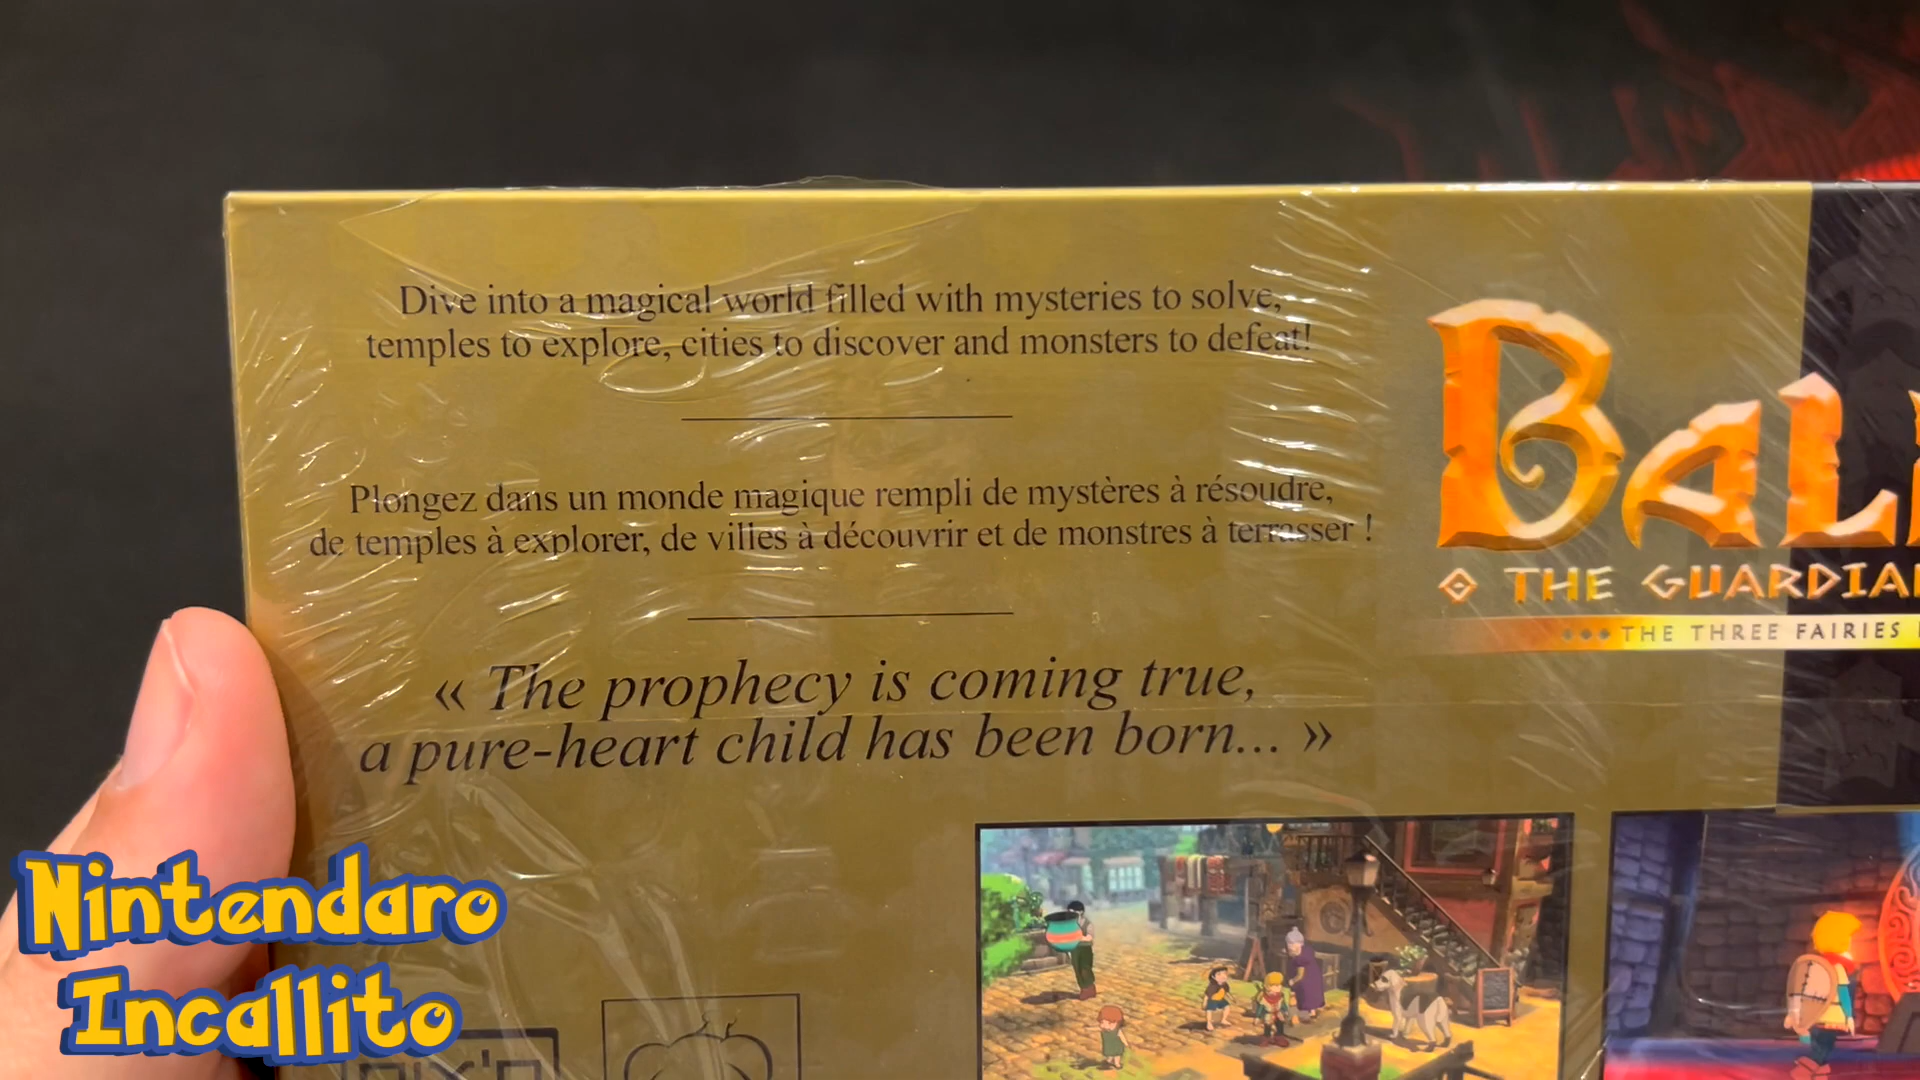 Dive into a magical world filled with mysteries to solve,
temples to explore, cities to discover and monsters to defeat!
Plongez dans un monde magique rempli de mystères à résoudre,
de temples à explorer, de villes à découvrir et de monstres à terrasser !
« The prophecy is coming true,
a pure-heart child has been born... »
THE
THE THREE FAIRIES
Nintendaro
Incallito